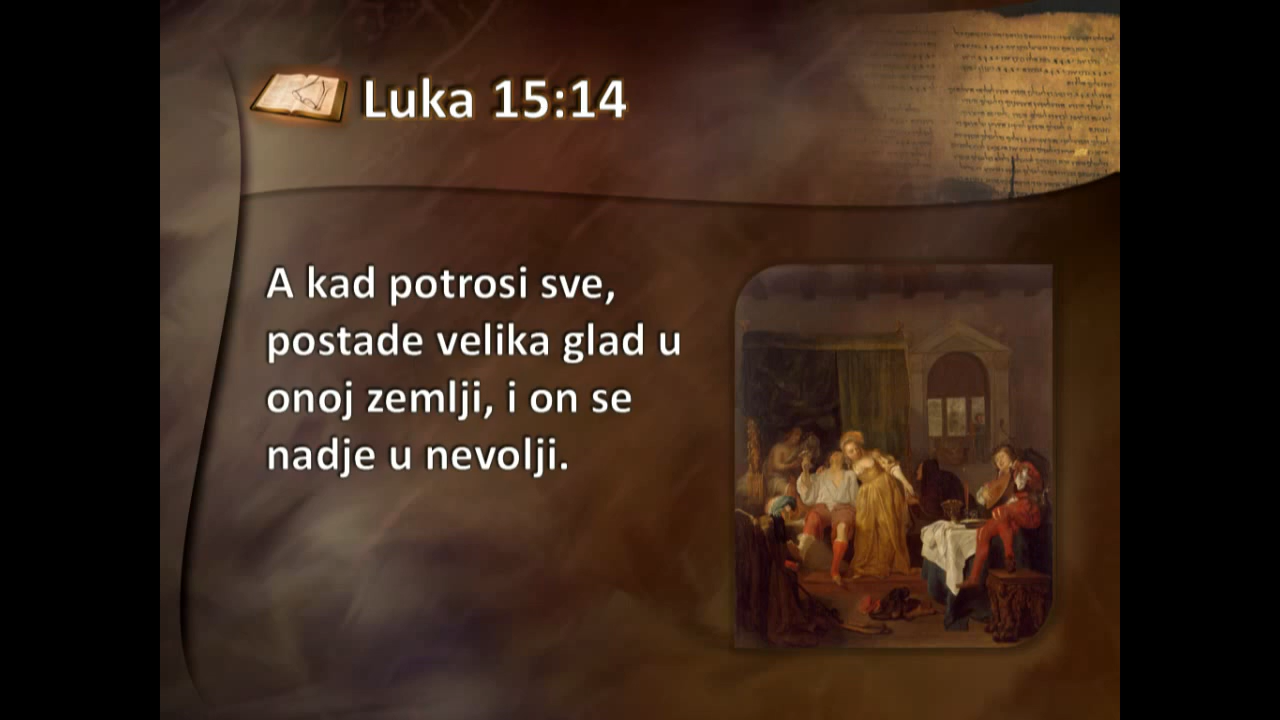 Luka 15:14
A kad potrosi sve,
postade velika glad u
onoj zemlji, i on se
nadje u nevolji.